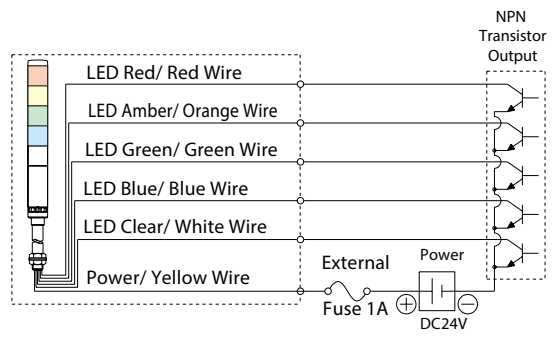 NPN
Transistor
Output
LED Red/ Red Wire
LED Amber/ Orange Wire
LED Green/ Green Wire
LED Blue/ Blue Wire
LED Clear/ White Wire
Power/ Yellow Wire
External
Fuse 1A
Power
DC24V